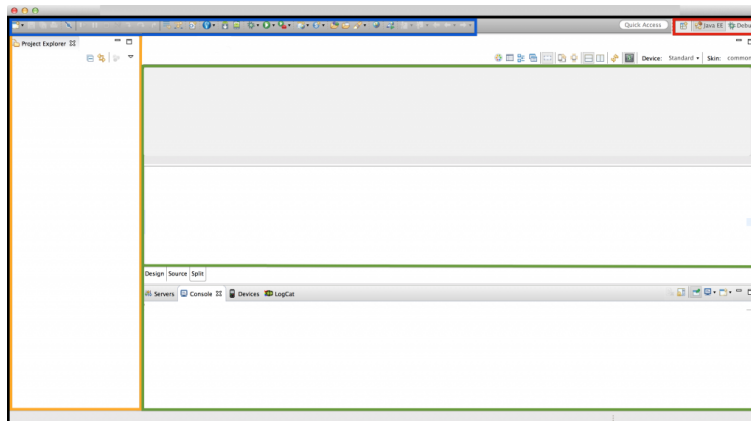 Quick Access
Java EE
Debu
Project Explorer
Device: Standard Skin: common
Design Source Split
Servers Console Devices LogCat